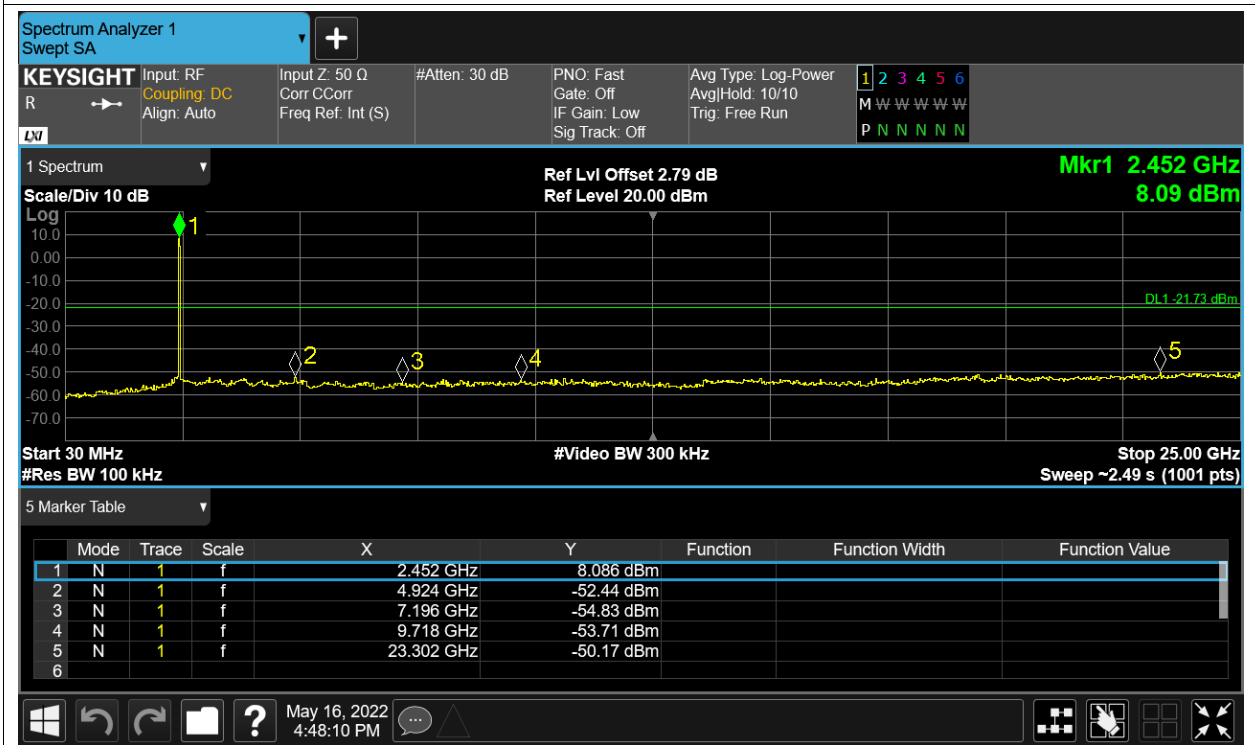 Spectrum Analyzer 1
Swept SA
+
KEYSIGHT Input: RF Input Z: 50 Ω #Atten: 30 dB PNO: Fast Avg Type: Log-Power 1 2 3 4 5 6
R Coupling: DC Corr CCorr Gate: Off Avg|Hold: 10/10 M W W W W W
Align: Auto Freq Ref: Int (S) IF Gain: Low Trig: Free Run
LXI Sig Track: Off P N N N N N
1 Spectrum Ref Lvl Offset 2.79 dB Mkr1 2.452 GHz
Scale/Div 10 dB Ref Level 20.00 dBm 8.09 dBm
Log
1
10.0
0.00
-10.0
-20.0 DL1 -21.73 dBm
-30.0
-40.0
2 3 4 5
-50.0
-60.0
-70.0
Start 30 MHz #Video BW 300 kHz Stop 25.00 GHz
#Res BW 100 kHz Sweep ~2.49 s (1001 pts)
5 Marker Table
Mode Trace Scale X Y Function Function Width Function Value
1 N 1 f 2.452 GHz 8.086 dBm
2 N 1 f 4.924 GHz -52.44 dBm
3 N 1 f 7.196 GHz -54.83 dBm
4 N 1 f 9.718 GHz -53.71 dBm
5 N 1 f 23.302 GHz -50.17 dBm
6
? May 16, 2022
4:48:10 PM